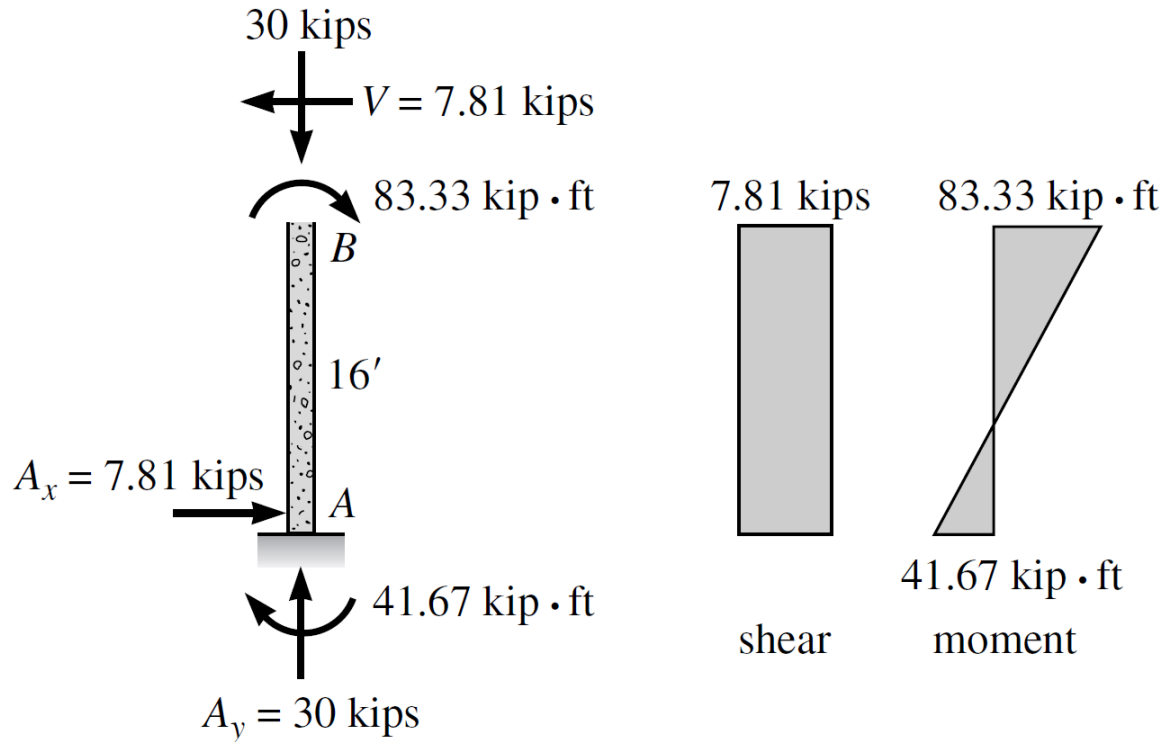 30 kips
V = 7.81 kips
83.33 kip · ft
B
16′
A_x = 7.81 kips
A
41.67 kip · ft
A_y = 30 kips
7.81 kips
83.33 kip · ft
41.67 kip · ft
shear
moment